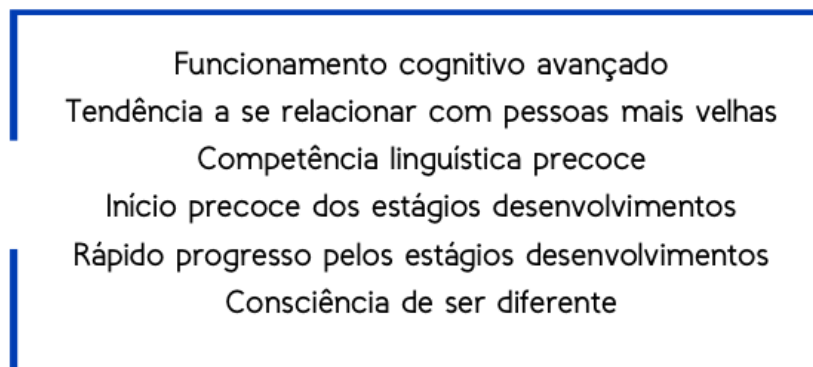 Funcionamento cognitivo avançado
Tendência a se relacionar com pessoas mais velhas
Competência linguística precoce
Início precoce dos estágios desenvolvimentos
Rápido progresso pelos estágios desenvolvimentos
Consciência de ser diferente